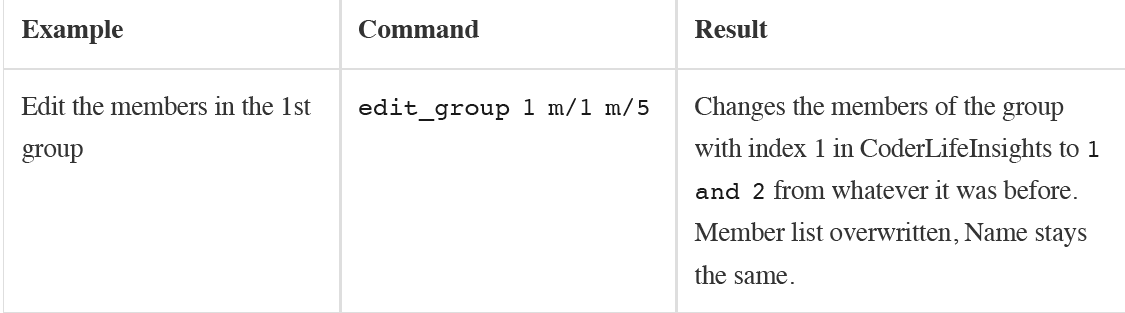 Example Command Result
Edit the members in the 1st
group
edit_group 1 m/1 m/5
Changes the members of the group
with index 1 in CoderLifeInsights to 1
and 2 from whatever it was before.
Member list overwritten, Name stays
the same.